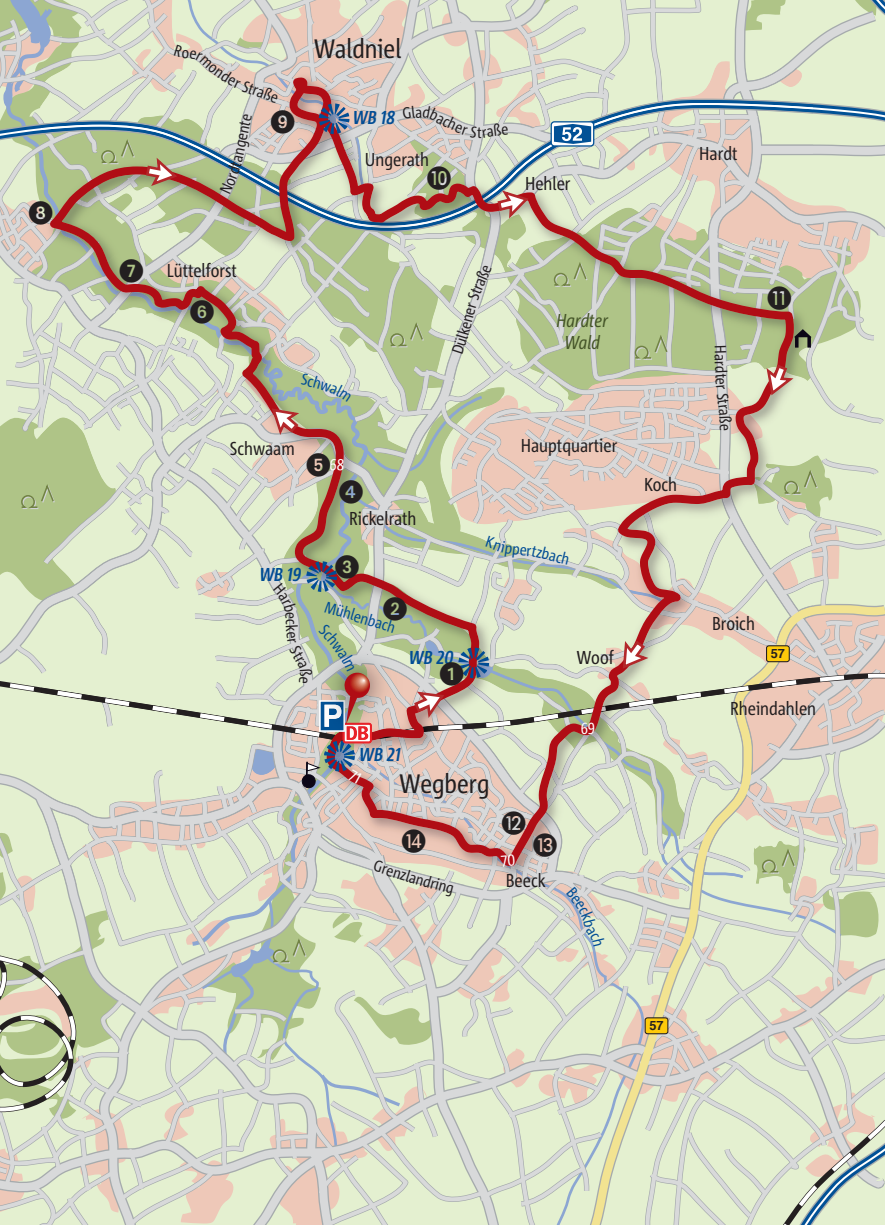 Waldniel
Roermonder Straße
9
WB 18
Gladbacher Straße
52
Nordtangente
Ungerath
Hardt
10
Hehler
8
7
Lüttelforst
6
11
Dülkener Straße
Hardter
Wald
Hardter Straße
Schwalm
Schwaam
Hauptquartier
5
68
4
Koch
Rickelrath
Knippertzbach
WB 19
3
Harbecker Straße
2
Mühlenbach
Broich
Schwalm
WB 20
1
Woof
57
Rheindahlen
P
DB
69
WB 21
71
Wegberg
12
14
13
70
Grenzlandring
Beeck
Beeckbach
57